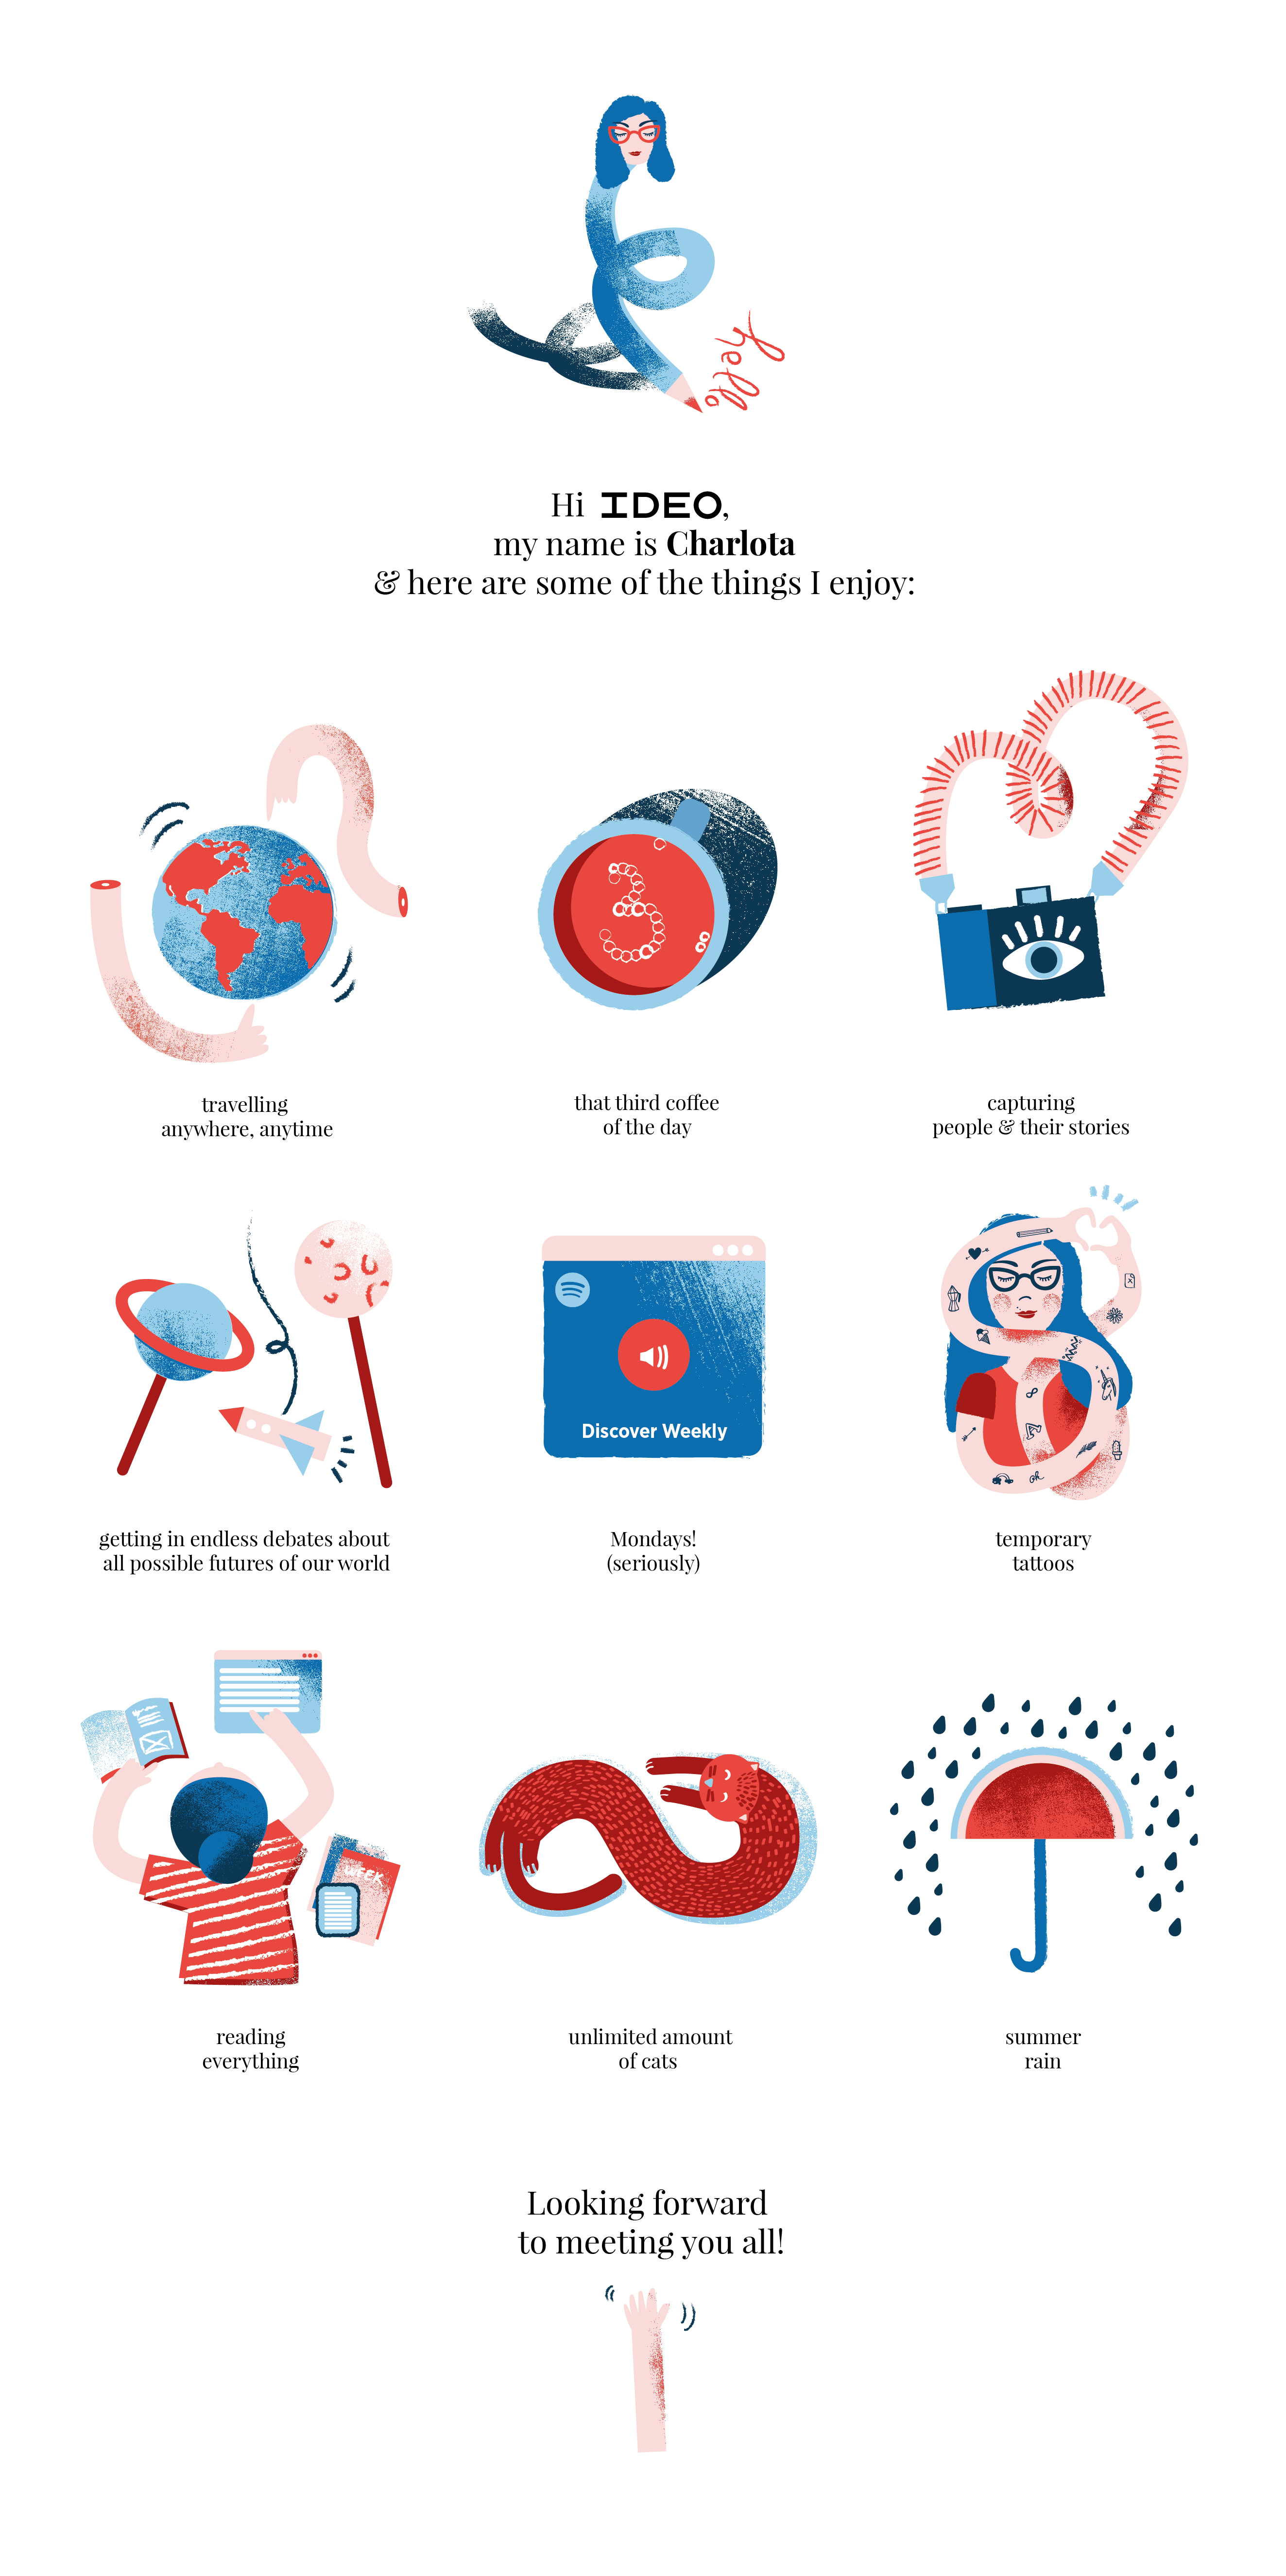 hello
Hi IDEO,
my name is Charlota
& here are some of the things I enjoy:
3
travelling
anywhere, anytime
that third coffee
of the day
capturing
people & their stories
Discover Weekly
getting in endless debates about
all possible futures of our world
Mondays!
(seriously)
temporary
tattoos
WEEK
reading
everything
unlimited amount
of cats
summer
rain
Looking forward
to meeting you all!